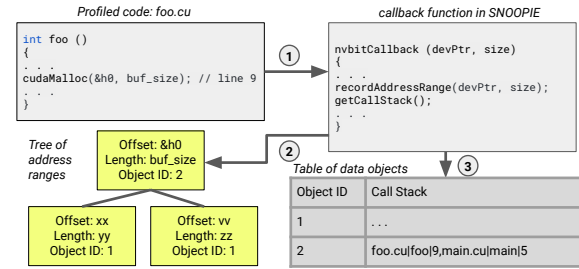 Profiled code: foo.cu
int foo ()
{
. . .
cudaMalloc(&h0, buf_size); // line 9
. . .
}
1
callback function in SNOOPIE
nvbitCallback (devPtr, size)
{
. . .
recordAddressRange(devPtr, size);
getCallStack();
. . .
}
Tree of
address
ranges
Offset: &h0
Length: buf_size
Object ID: 2
2
Offset: xx
Length: yy
Object ID: 1
Offset: vv
Length: zz
Object ID: 1
3
Table of data objects
Object ID Call Stack
1 . . .
2 foo.cu|foo|9,main.cu|main|5